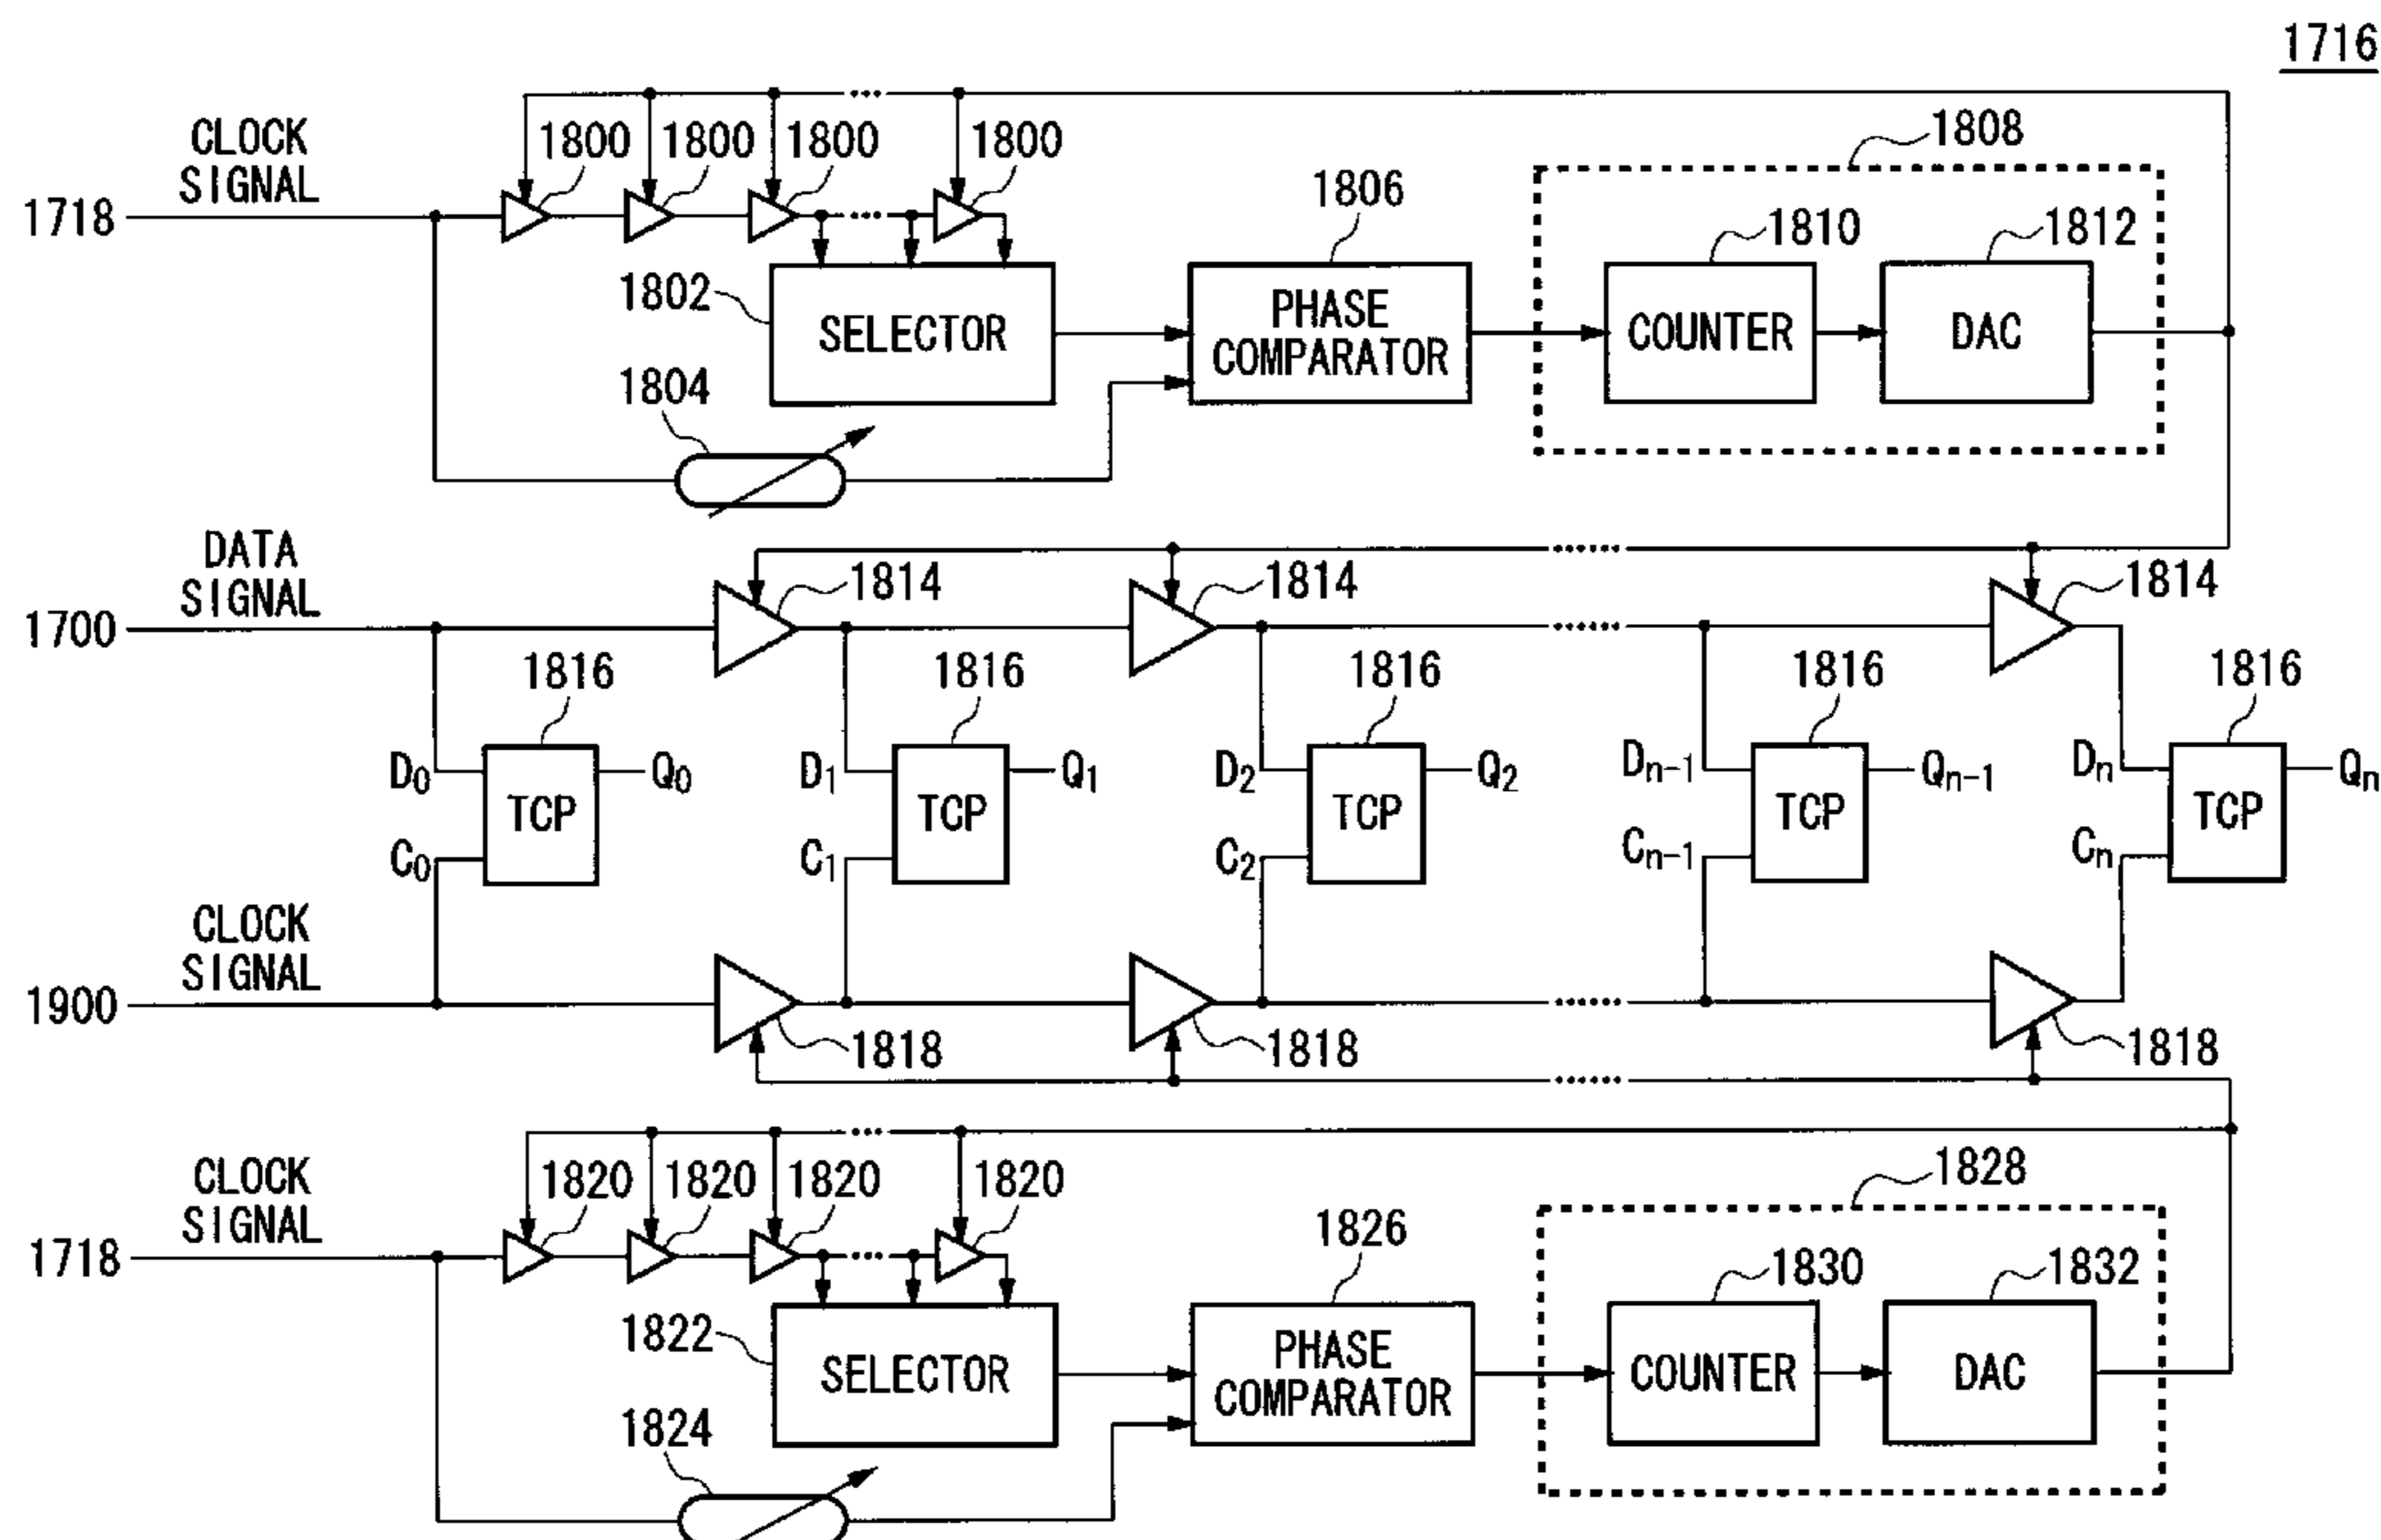 1716
CLOCK
SIGNAL
1718
1800 1800 1800 1800
1808
1806
1810
1812
1802
SELECTOR
PHASE
COMPARATOR
COUNTER
DAC
1804
DATA
SIGNAL
1700
1814 1814 1814
1816 1816 1816 1816 1816
D0 Q0 D1 Q1 D2 Q2 Dn-1 Qn-1 Dn Qn
TCP TCP TCP TCP TCP
C0 C1 C2 Cn-1 Cn
CLOCK
SIGNAL
1900
1818 1818 1818
CLOCK
SIGNAL
1718
1820 1820 1820 1820
1828
1826
1830
1832
1822
SELECTOR
PHASE
COMPARATOR
COUNTER
DAC
1824